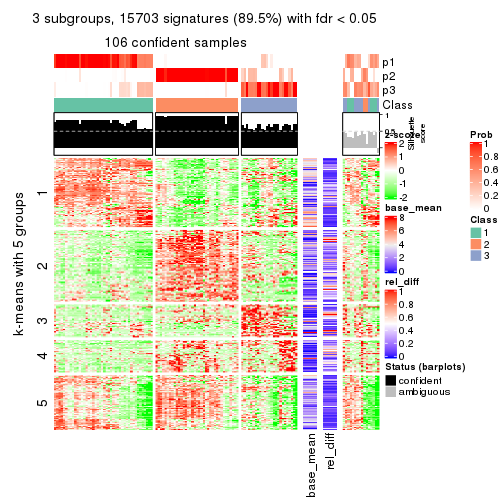 3 subgroups, 15703 signatures (89.5%) with fdr < 0.05
106 confident samples
p1
p2
p3
Class
1
0.5
Silhouette
score
z-score
2
1
0
-1
-2
Prob
1
0.8
0.6
0.4
0.2
0
base_mean
8
6
4
2
0
Class
1
2
3
rel_diff
1
0.8
0.6
0.4
0.2
0
Status (barplots)
confident
ambiguous
k-means with 5 groups
1
2
3
4
5
base_mean
rel_diff